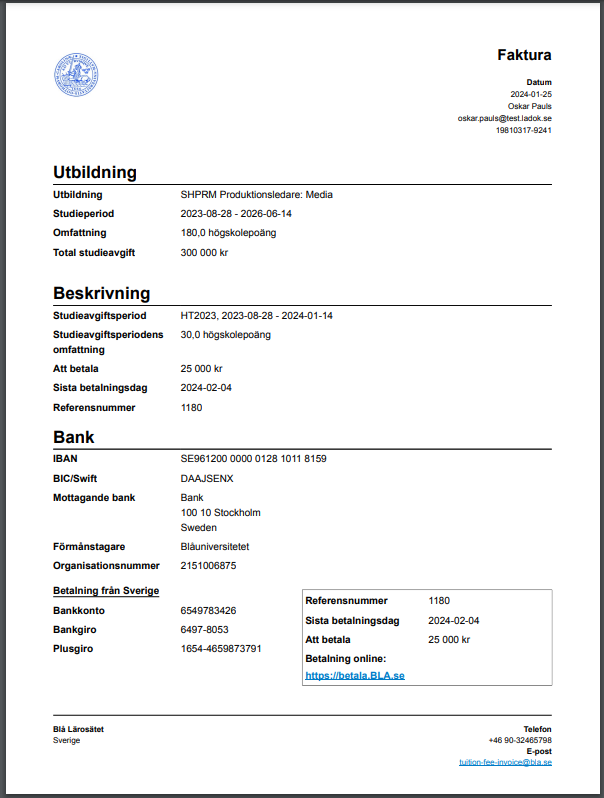 Faktura
Datum
2024-01-25
Oskar Pauls
oskar.pauls@test.ladok.se
19810317-9241
Utbildning
Utbildning SHPRM Produktionsledare: Media
Studieperiod 2023-08-28 - 2026-06-14
Omfattning 180,0 högskolepoäng
Total studieavgift 300 000 kr
Beskrivning
Studieavgiftsperiod HT2023, 2023-08-28 - 2024-01-14
Studieavgiftsperiodens 30,0 högskolepoäng
omfattning
Att betala 25 000 kr
Sista betalningsdag 2024-02-04
Referensnummer 1180
Bank
IBAN SE961200 0000 0128 1011 8159
BIC/Swift DAAJSENX
Mottagande bank Bank
100 10 Stockholm
Sweden
Förmånstagare Blåuniversitetet
Organisationsnummer 2151006875
Betalning från Sverige
Bankkonto 6549783426
Bankgiro 6497-8053
Plusgiro 1654-4659873791
Referensnummer 1180
Sista betalningsdag 2024-02-04
Att betala 25 000 kr
Betalning online:
https://betala.BLA.se
Blå Lärosätet
Sverige
Telefon
+46 90-32465798
E-post
tuition-fee-invoice@bla.se